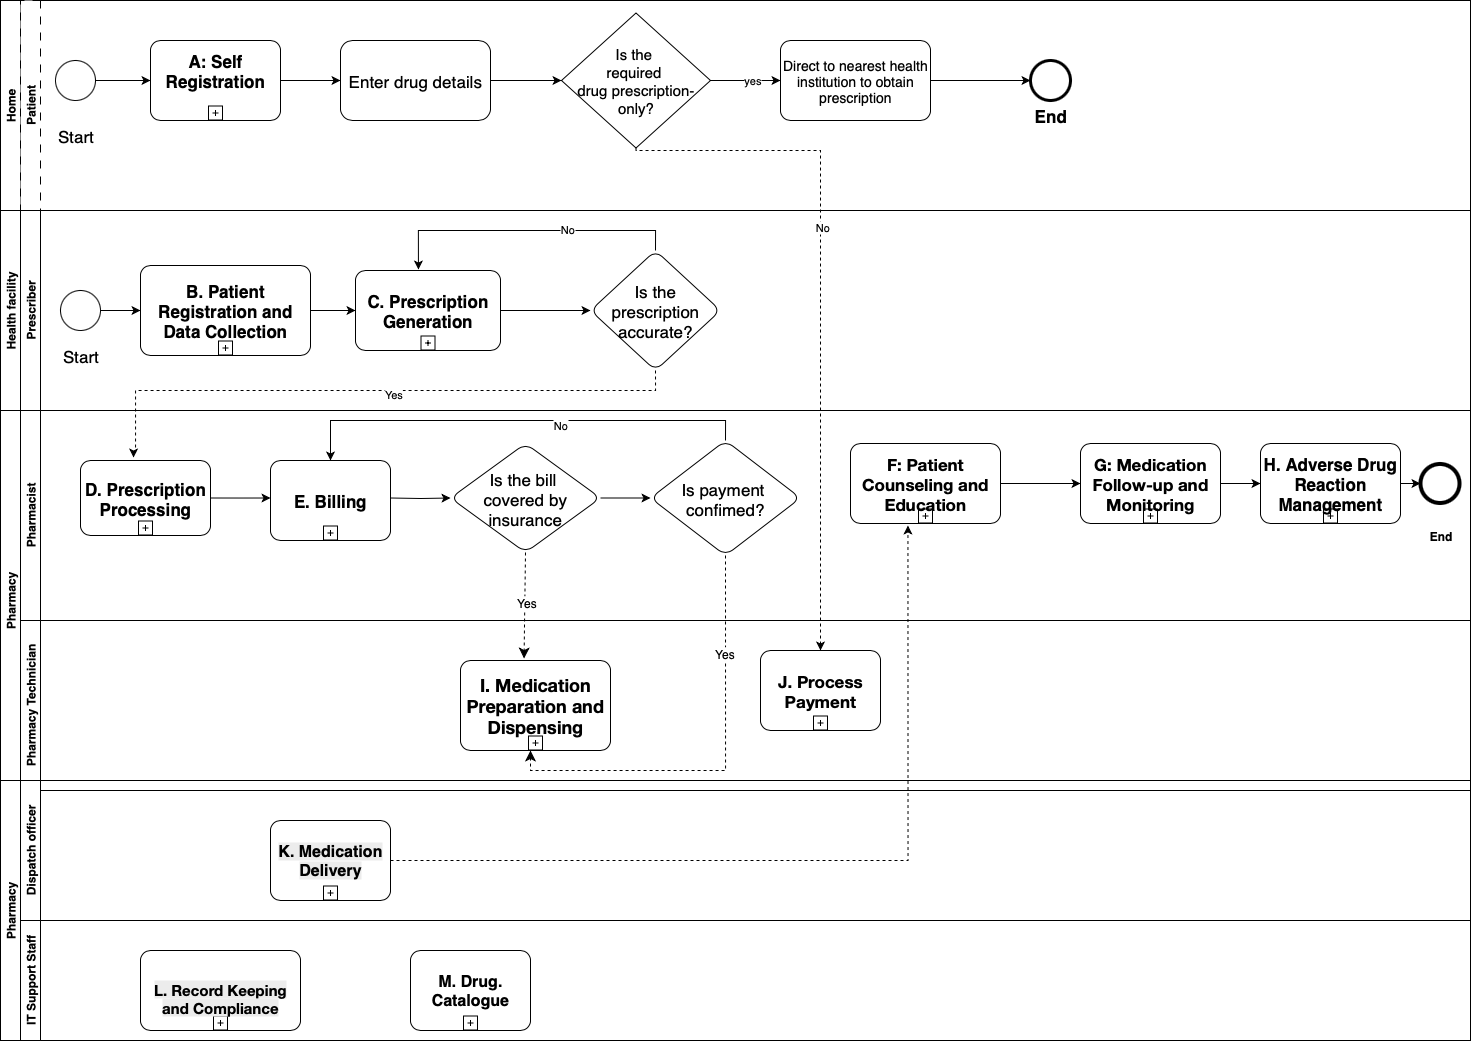 Home
Patient
Start
A: Self
Registration
Enter drug details
Is the
required
drug prescription-
only?
yes
Direct to nearest health
institution to obtain
prescription
End
No
Health facility
Prescriber
Start
B. Patient
Registration and
Data Collection
C. Prescription
Generation
No
Is the
prescription
accurate?
Yes
Pharmacy
Pharmacist
D. Prescription
Processing
E. Billing
No
Is the bill
covered by
insurance
Is payment
confimed?
F: Patient
Counseling and
Education
G: Medication
Follow-up and
Monitoring
H. Adverse Drug
Reaction
Management
End
Yes
Yes
Pharmacy Technician
I. Medication
Preparation and
Dispensing
J. Process
Payment
Pharmacy
Dispatch officer
K. Medication
Delivery
IT Support Staff
L. Record Keeping
and Compliance
M. Drug.
Catalogue